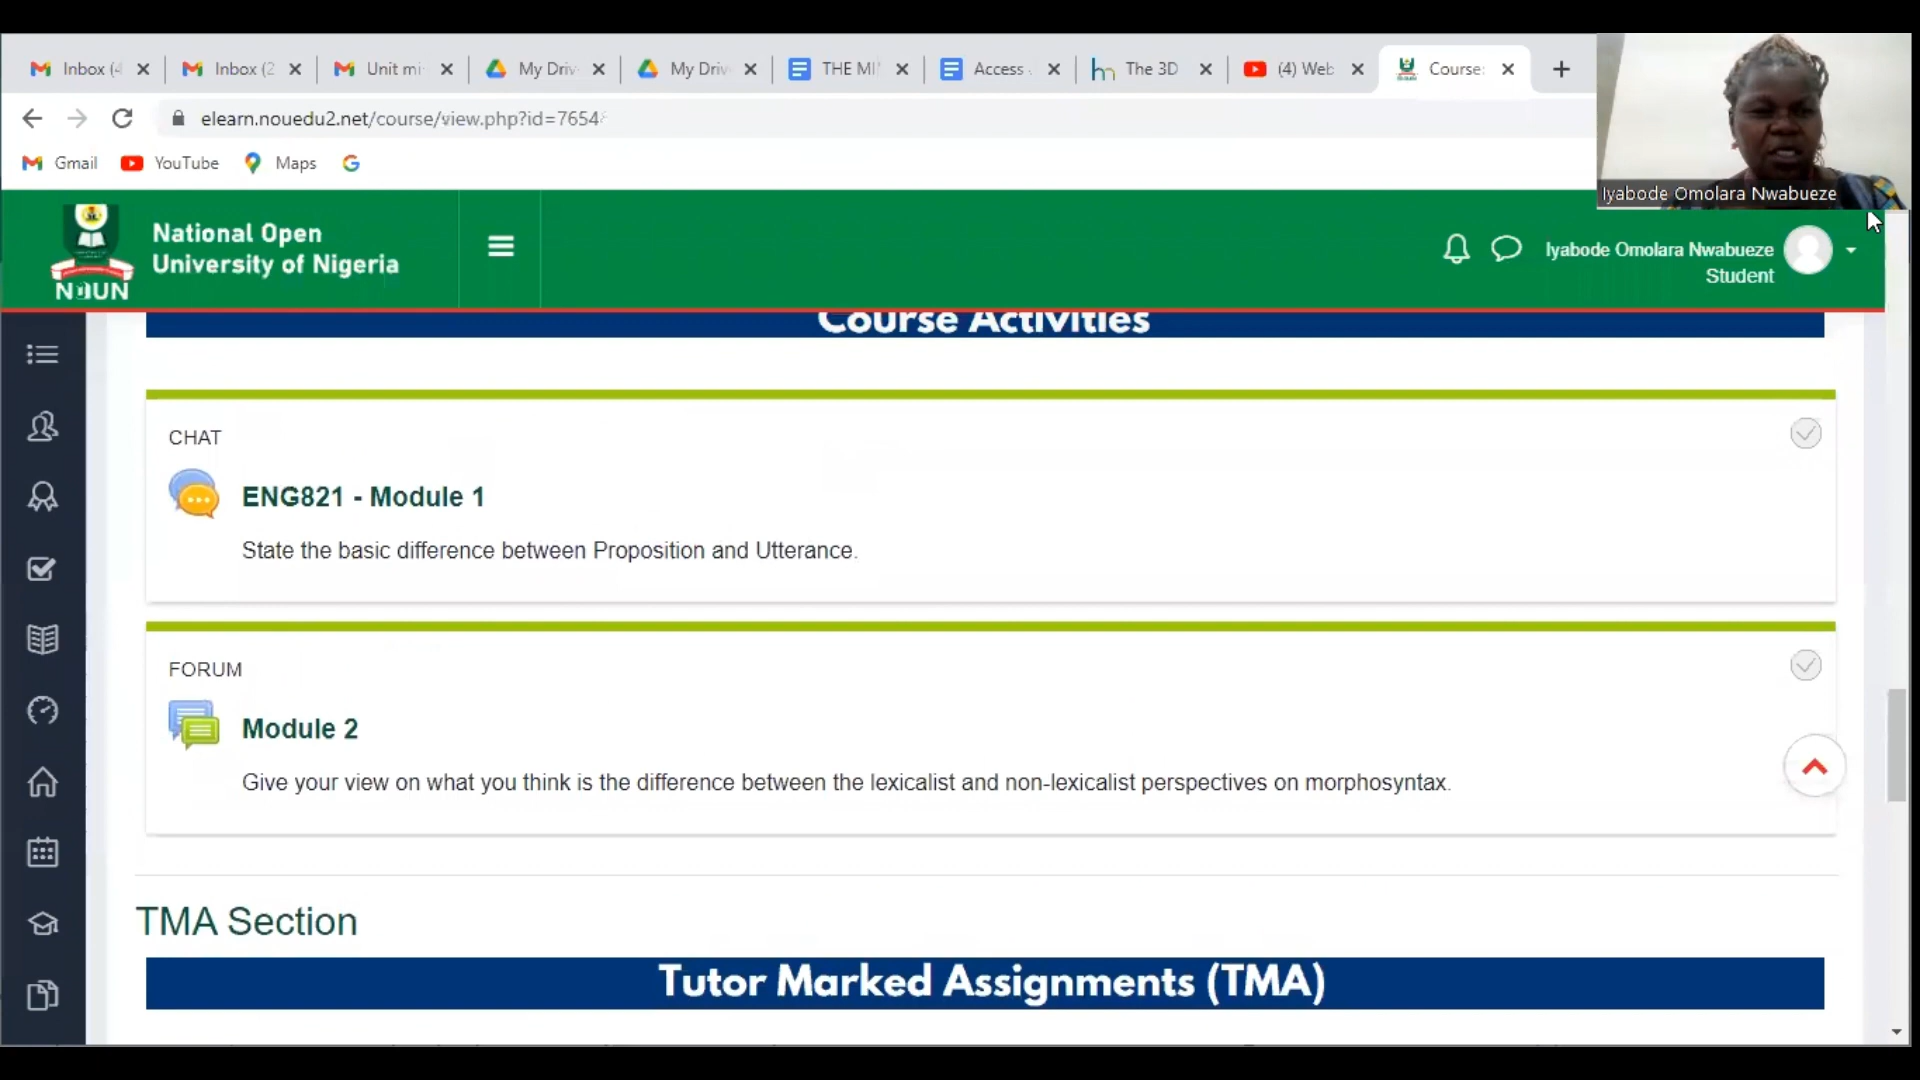 Inbox (4
Inbox (2
Unit mi
My Driv
My Driv
THE MI
Access
The 3D
(4) Web
Course:
elearn.nouedu2.net/course/view.php?id=7654
Gmail
YouTube
Maps
Iyabode Omolara Nwabueze
National Open
University of Nigeria
NOUN
Iyabode Omolara Nwabueze
Student
Course Activities
CHAT
ENG821 - Module 1
State the basic difference between Proposition and Utterance.
FORUM
Module 2
Give your view on what you think is the difference between the lexicalist and non-lexicalist perspectives on morphosyntax.
TMA Section
Tutor Marked Assignments (TMA)